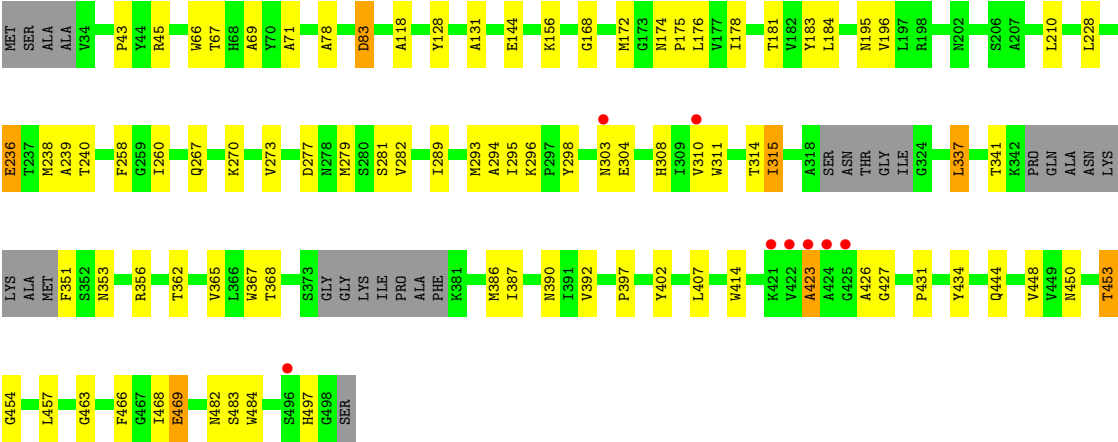 MET SER ALA ALA V34 P43 Y44 R45 W66 T67 H68 A69 Y70 A71 A78 D83 A118 Y128 A131 E144 K156 G168 M172 G173 N174 P175 L176 V177 I178 T181 V182 Y183 L184 N195 V196 L197 R198 N202 S206 A207 L210 L228
E236 T237 M238 A239 T240 F258 G259 I260 Q267 K270 V273 D277 N278 M279 S280 S281 V282 I289 M293 A294 I295 K296 P297 Y298 N303 E304 H308 I309 V310 W311 T314 I315 A318 SER ASN THR GLY ILE G324 L337 T341 K342 PRO GLN ALA ASN LYS
LYS ALA MET F351 S352 N353 R356 T362 V365 L366 W367 T368 S373 GLY GLY LYS ILE PRO ALA PHE K381 M386 I387 N390 I391 V392 P397 Y402 L407 W414 K421 V422 A423 A424 G425 A426 G427 P431 Y434 Q444 V448 V449 N450 T453
G454 L457 G463 F466 G467 I468 E469 N482 S483 W484 S496 H497 G498 SER